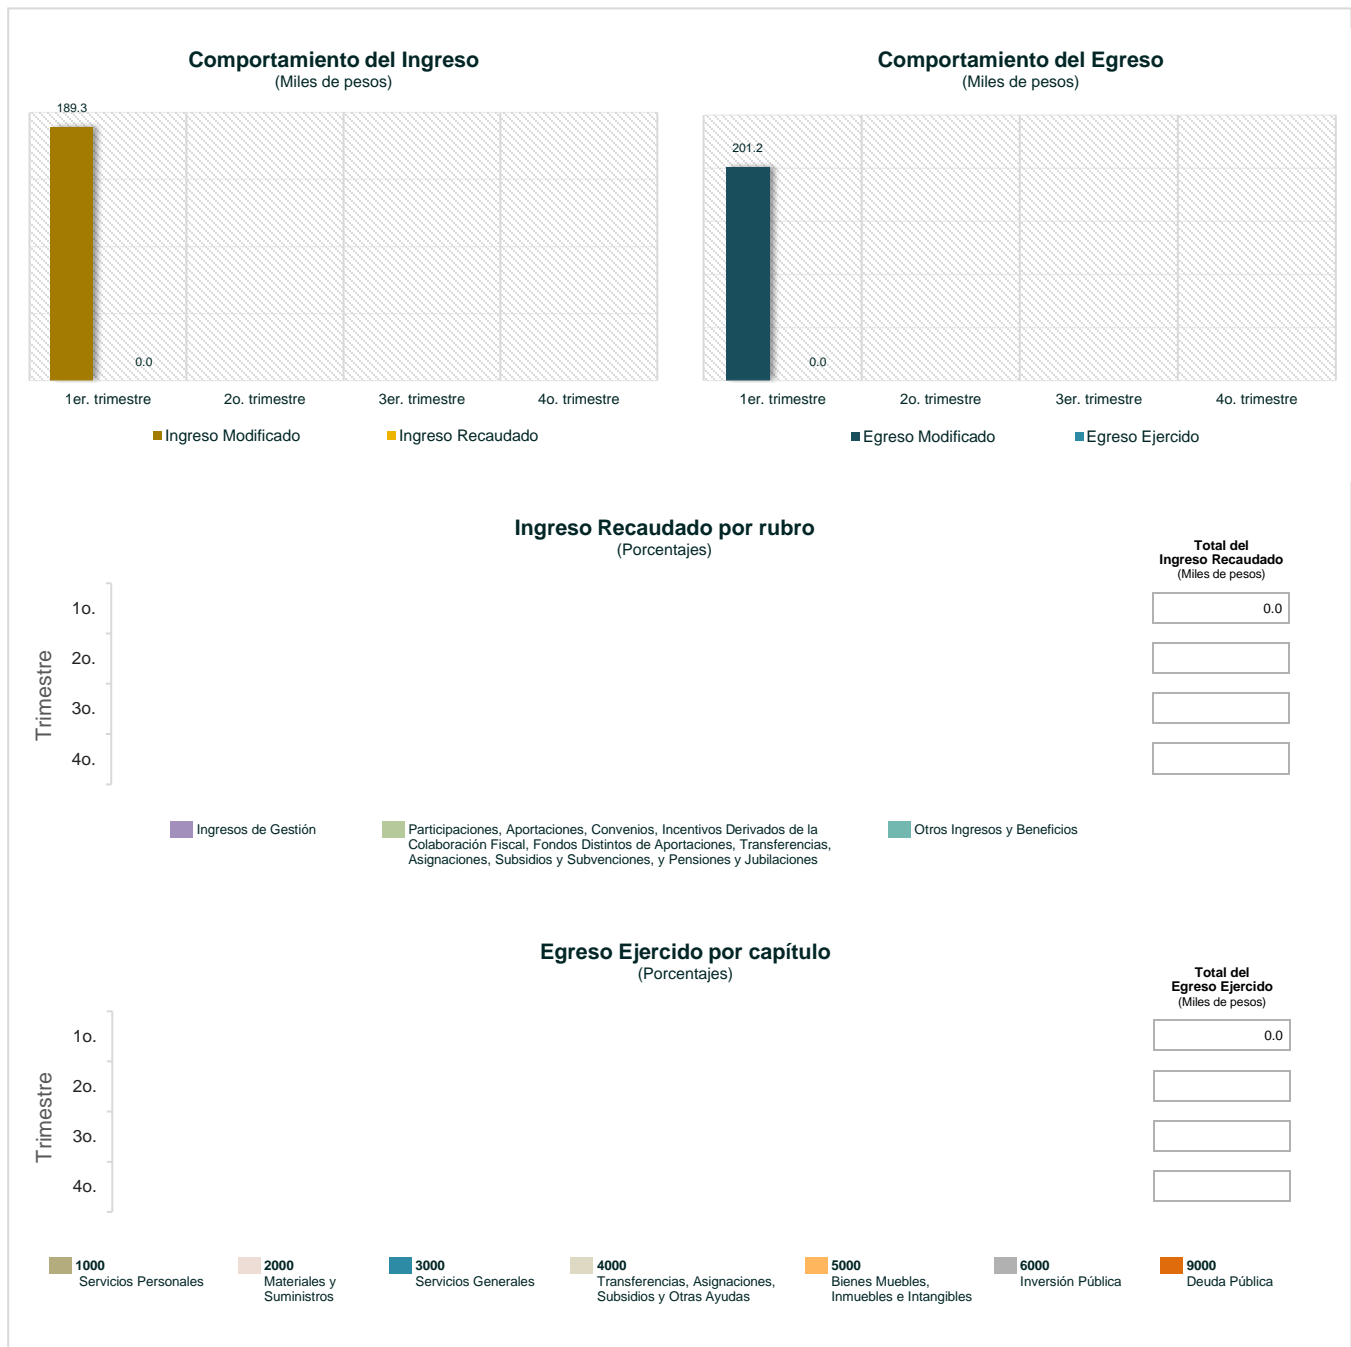 Comportamiento del Ingreso
(Miles de pesos)
189.3
0.0
1er. trimestre
2o. trimestre
3er. trimestre
4o. trimestre
Ingreso Modificado
Ingreso Recaudado
Comportamiento del Egreso
(Miles de pesos)
201.2
0.0
1er. trimestre
2o. trimestre
3er. trimestre
4o. trimestre
Egreso Modificado
Egreso Ejercido
Ingreso Recaudado por rubro
(Porcentajes)
Total del
Ingreso Recaudado
(Miles de pesos)
Trimestre
1o.
0.0
2o.
3o.
4o.
Ingresos de Gestión
Participaciones, Aportaciones, Convenios, Incentivos Derivados de la
Colaboración Fiscal, Fondos Distintos de Aportaciones, Transferencias,
Asignaciones, Subsidios y Subvenciones, y Pensiones y Jubilaciones
Otros Ingresos y Beneficios
Egreso Ejercido por capítulo
(Porcentajes)
Total del
Egreso Ejercido
(Miles de pesos)
Trimestre
1o.
0.0
2o.
3o.
4o.
1000
Servicios Personales
2000
Materiales y
Suministros
3000
Servicios Generales
4000
Transferencias, Asignaciones,
Subsidios y Otras Ayudas
5000
Bienes Muebles,
Inmuebles e Intangibles
6000
Inversión Pública
9000
Deuda Pública